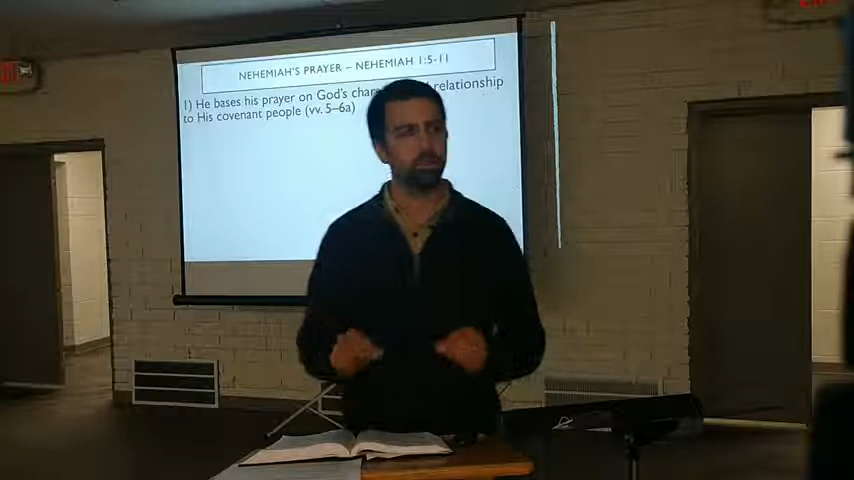 NEHEMIAH'S PRAYER – NEHEMIAH 1:5-11
1) He bases his prayer on God's relationship
to His covenant people (vv. 5–6a)